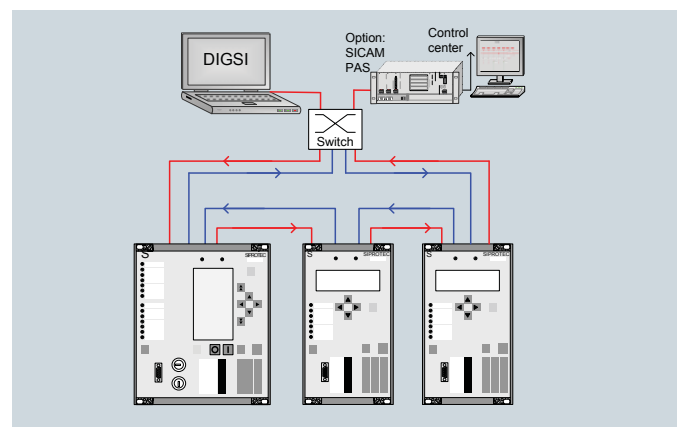 DIGSI
Option:
SICAM
PAS
Control
center
Switch
S
SIPROTEC
S
SIPROTEC
S
SIPROTEC